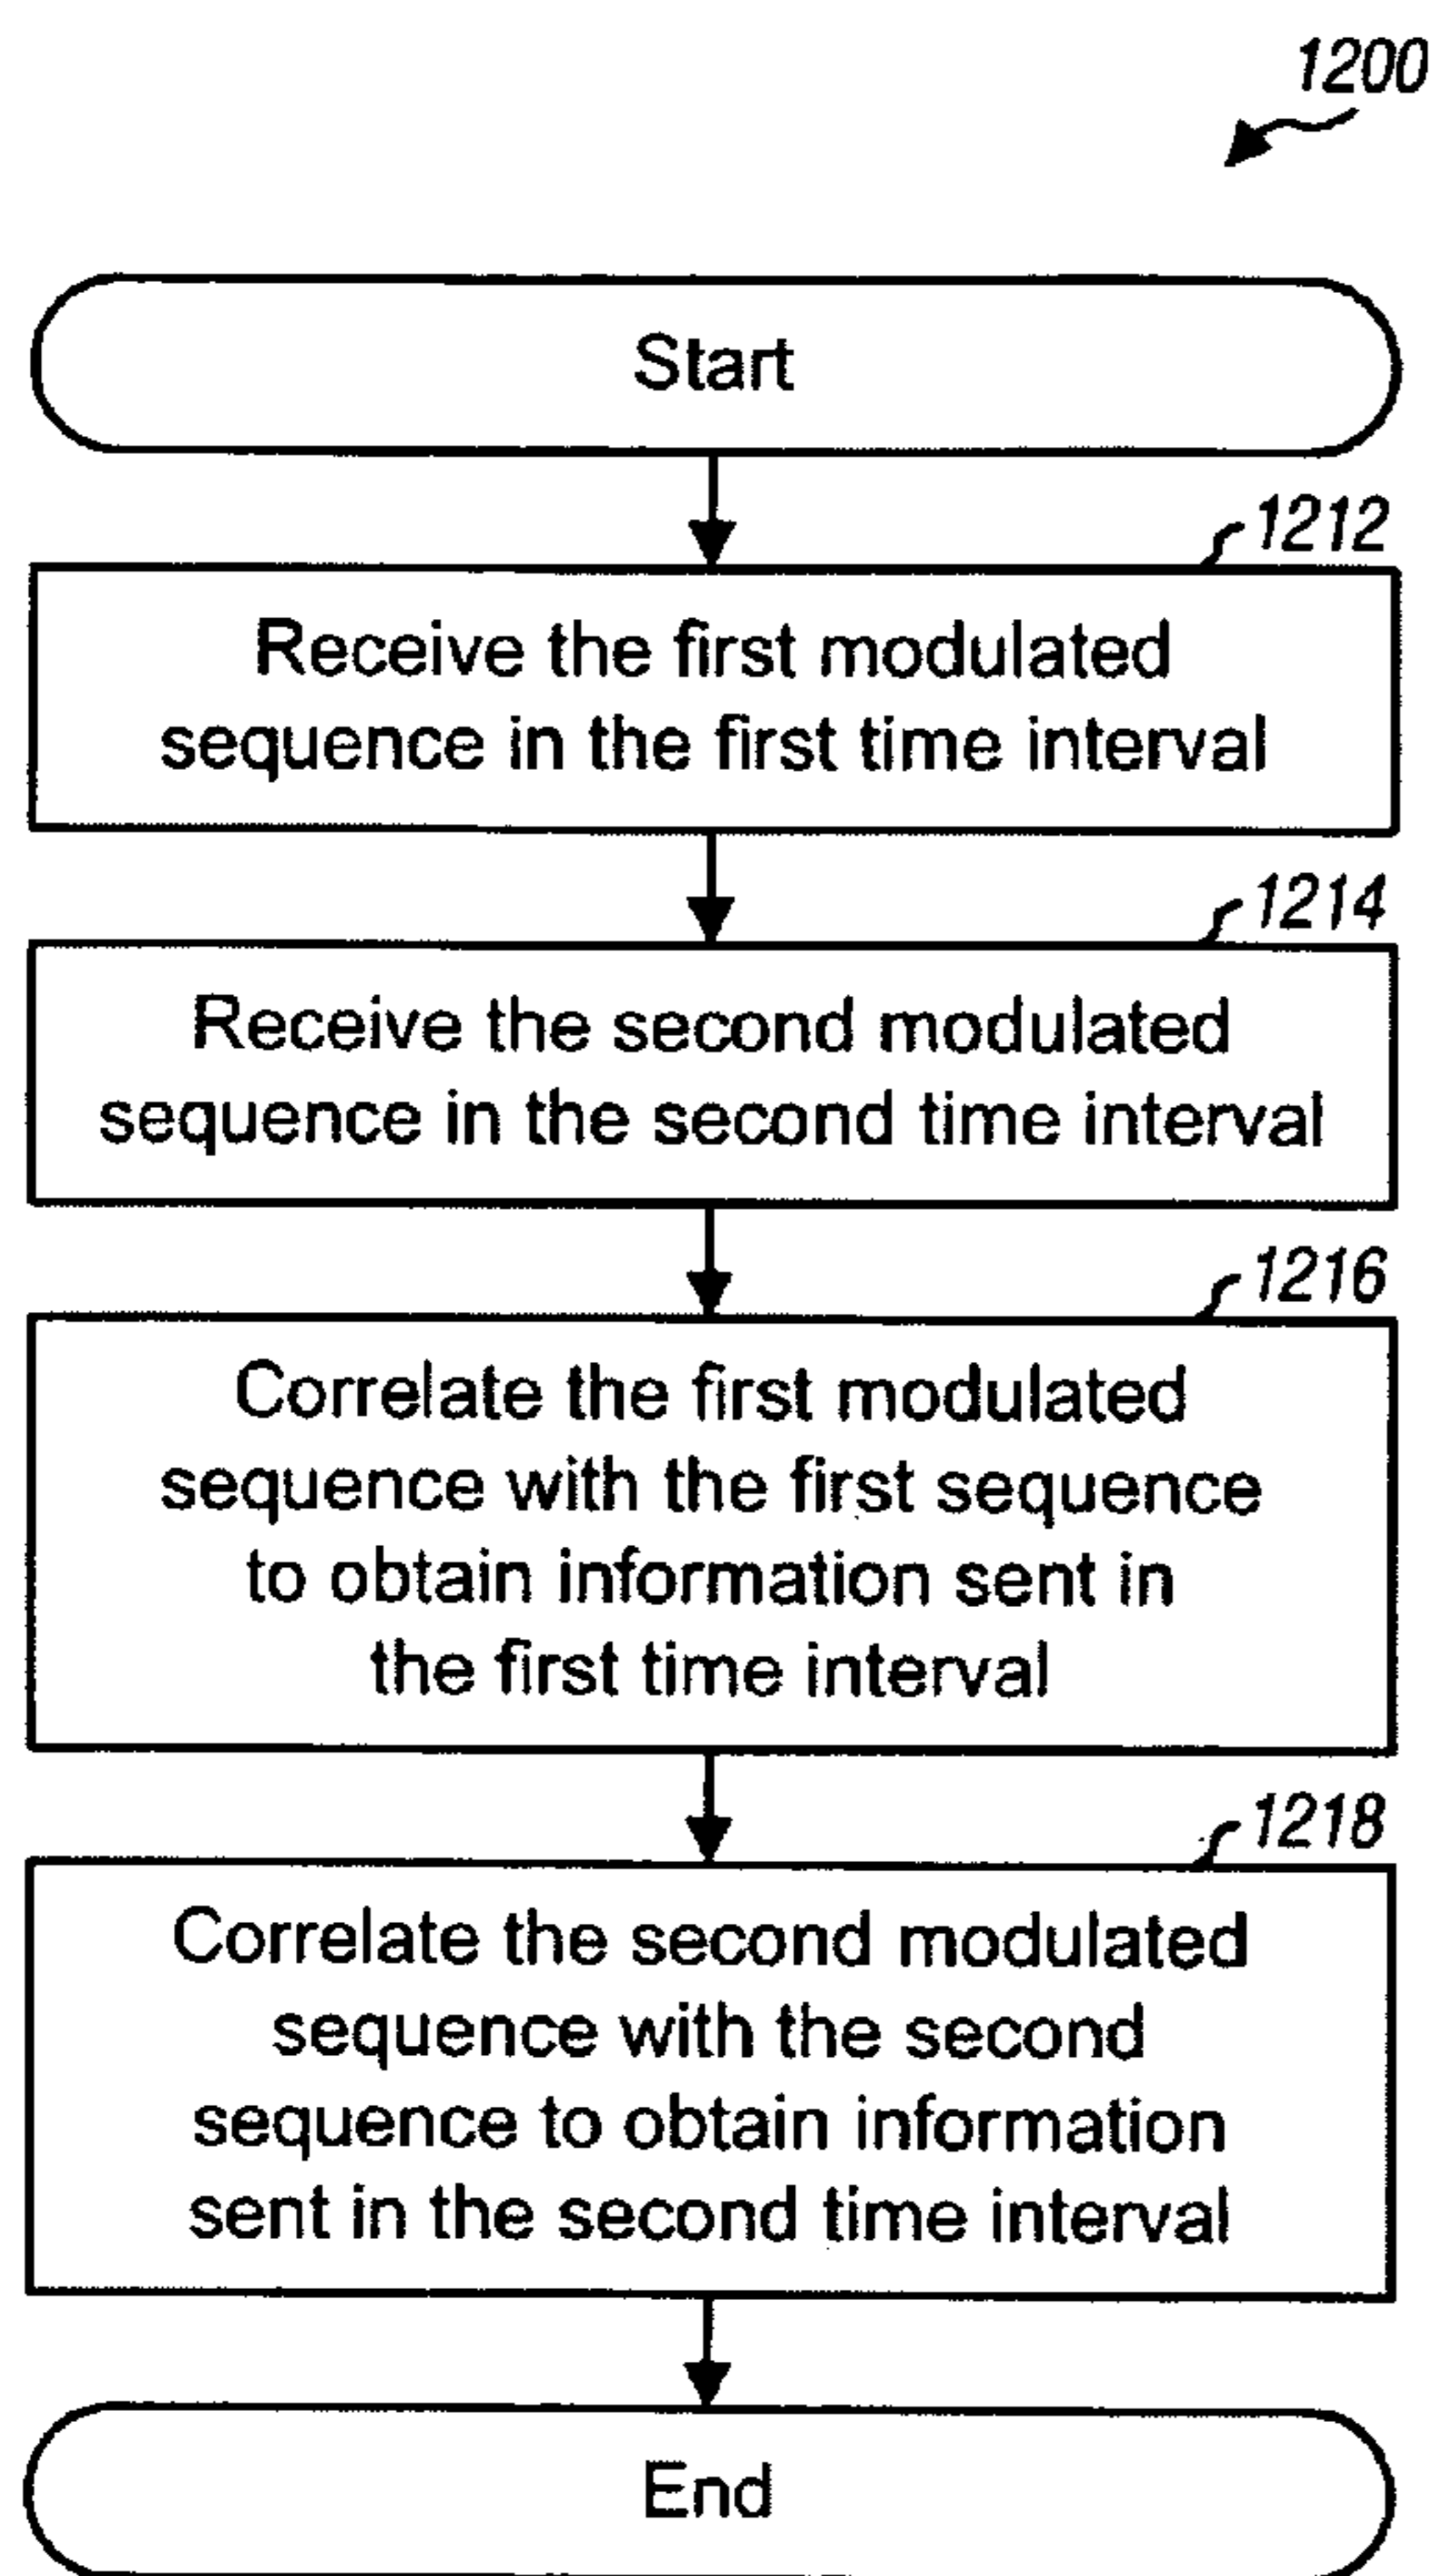 1200
Start
1212
Receive the first modulated
sequence in the first time interval
1214
Receive the second modulated
sequence in the second time interval
1216
Correlate the first modulated
sequence with the first sequence
to obtain information sent in
the first time interval
1218
Correlate the second modulated
sequence with the second
sequence to obtain information
sent in the second time interval
End